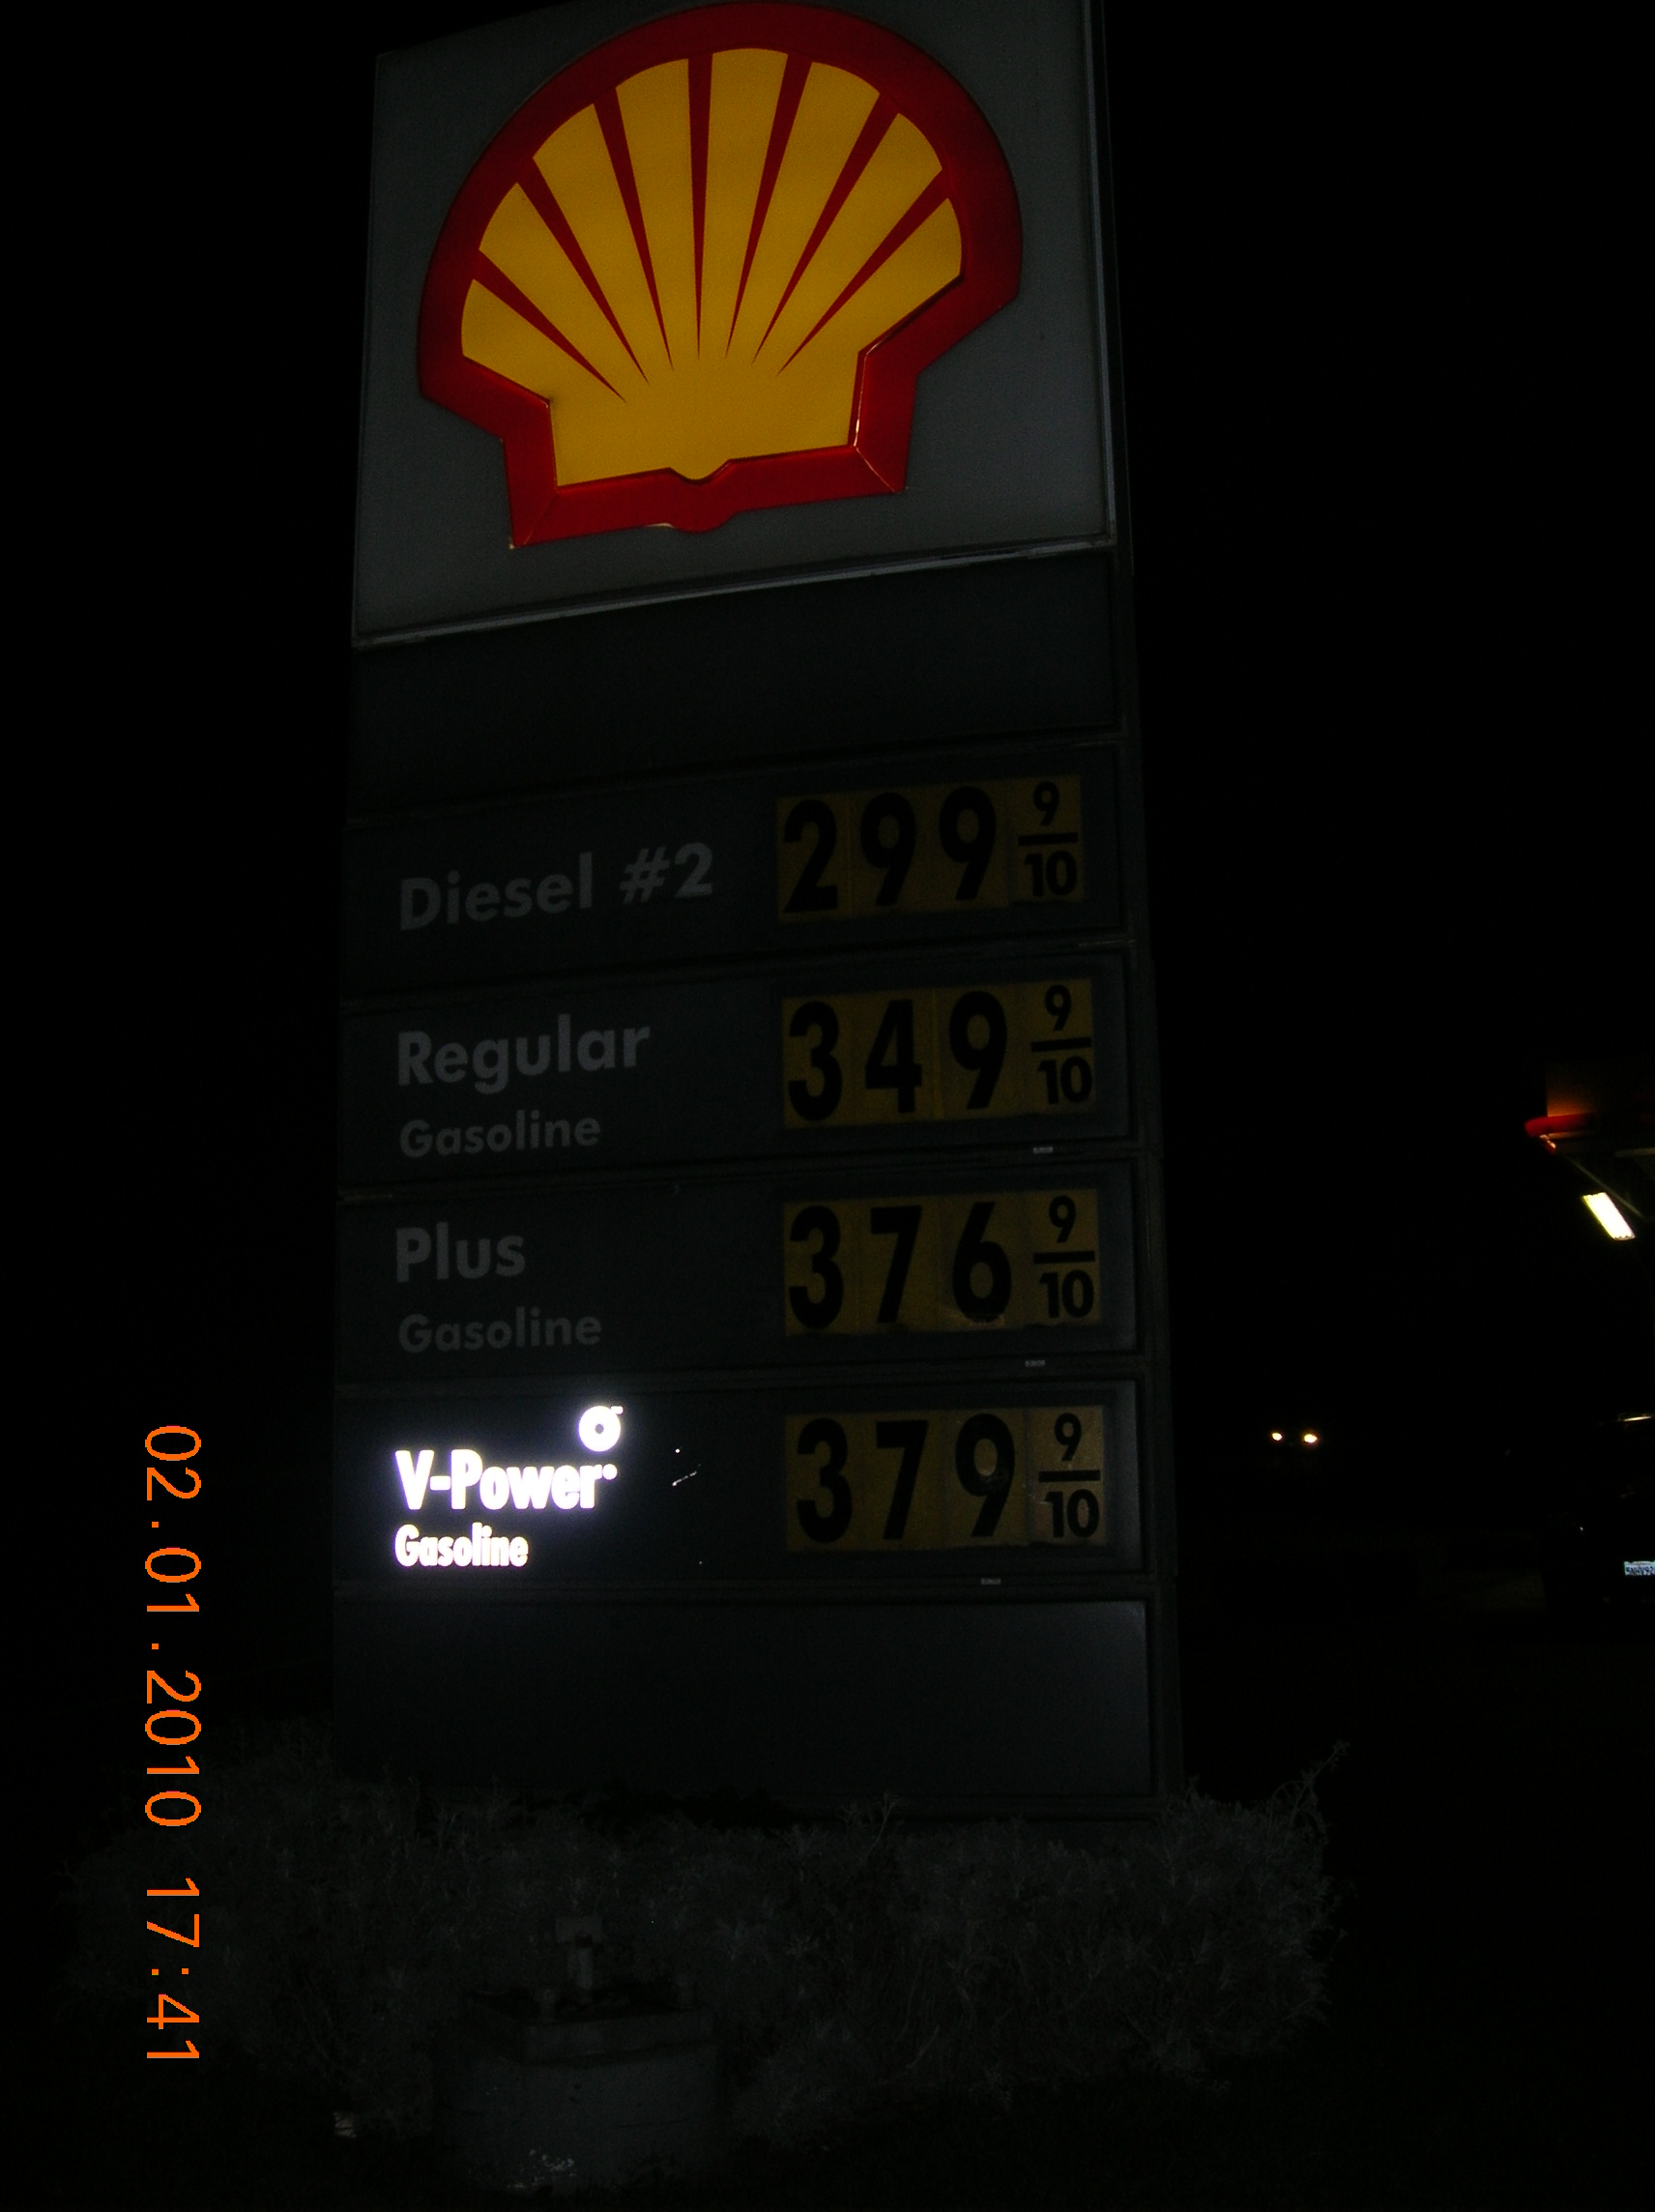 Diesel #2 299 9/10
Regular 349 9/10
Gasoline
Plus 376 9/10
Gasoline
V-Power 379 9/10
Gasoline
02.01.2010 17:41